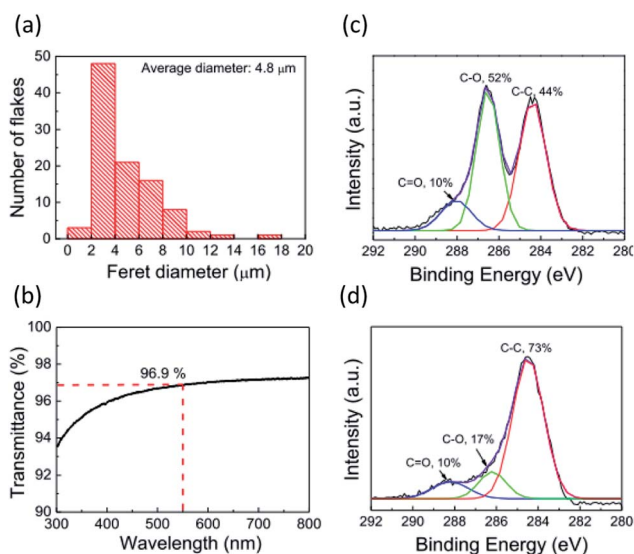 (a)
Average diameter: 4.8 μm
Number of flakes
50
40
30
20
10
0
0 2 4 6 8 10 12 14 16 18 20
Feret diameter (μm)
(b)
96.9 %
Transmittance (%)
100
98
96
94
92
90
300 400 500 600 700 800
Wavelength (nm)
(c)
C-O, 52%
C-C, 44%
C=O, 10%
Intensity (a.u.)
292 290 288 286 284 282 280
Binding Energy (eV)
(d)
C-C, 73%
C-O, 17%
C=O, 10%
Intensity (a.u.)
292 290 288 286 284 282 280
Binding Energy (eV)